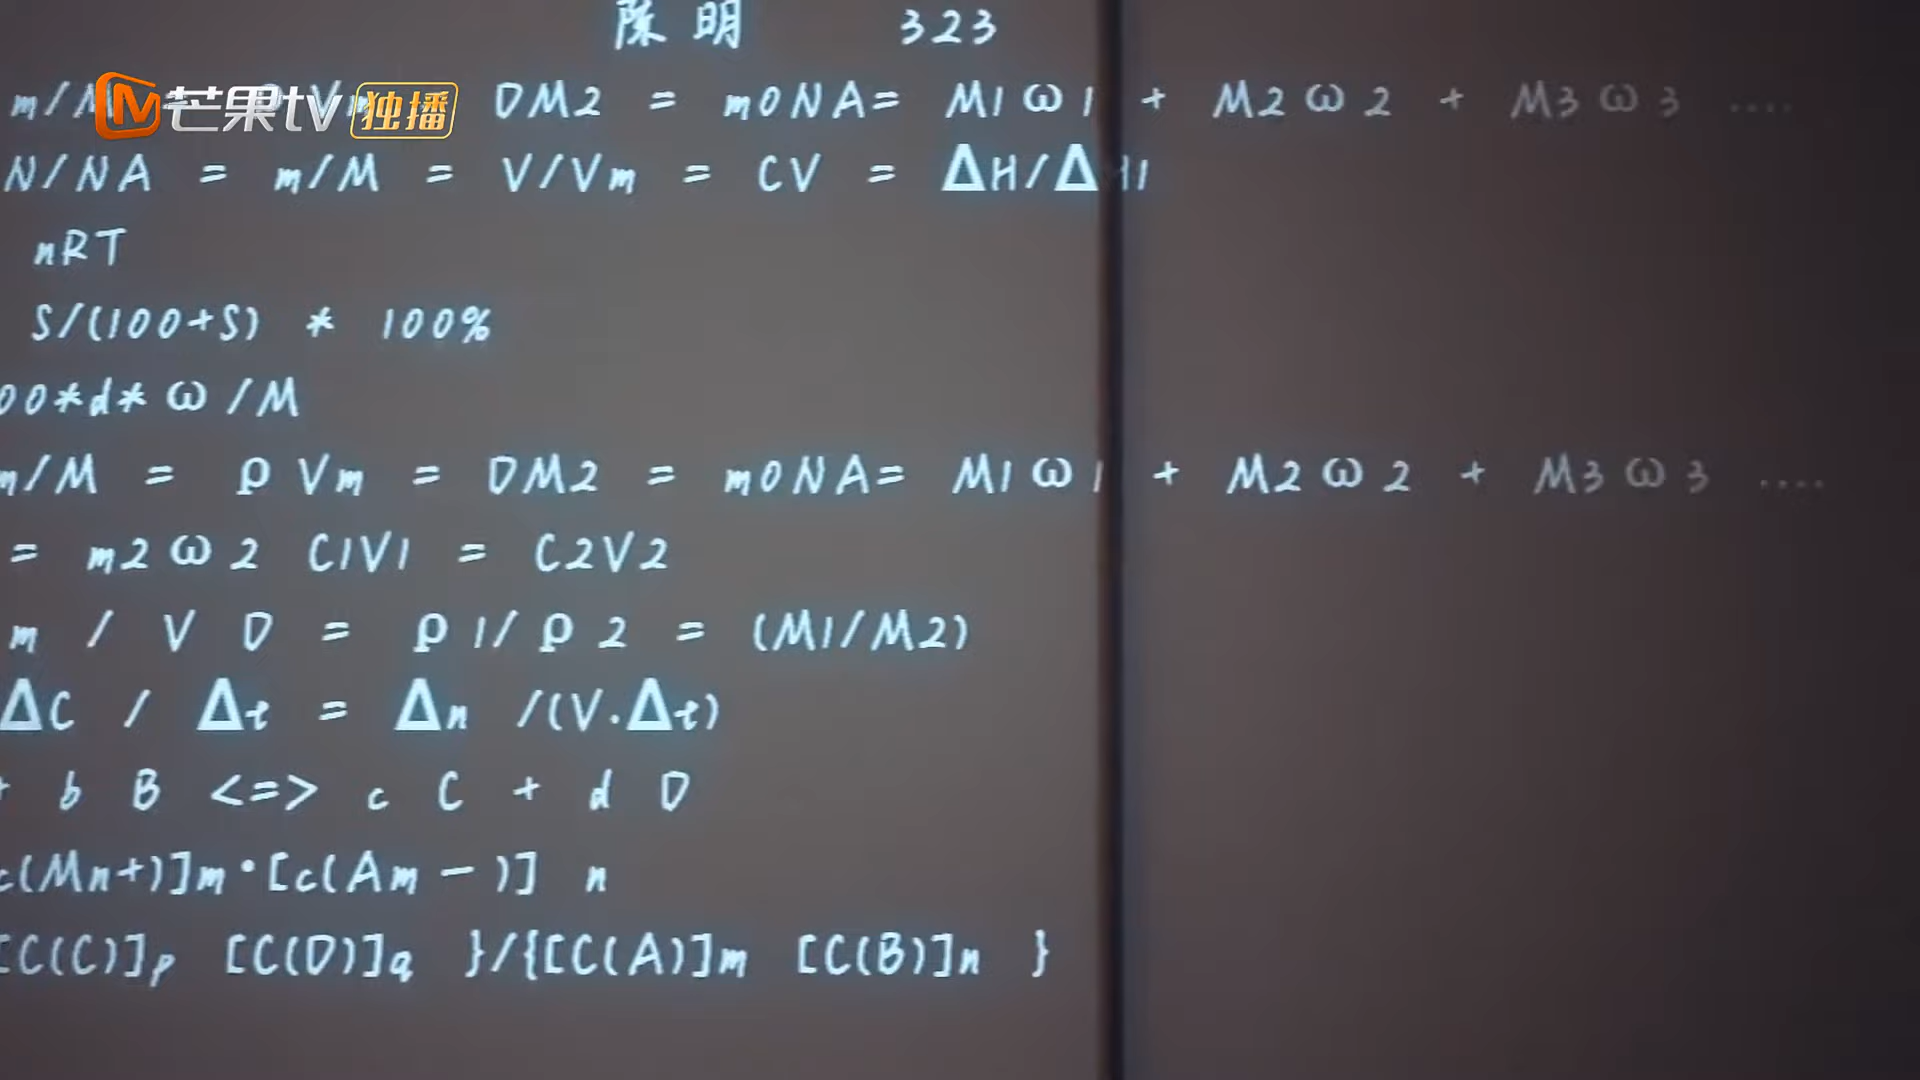 陈明 323
m/M 芒果tv 独播 DM2 = m0NA= M1ω1 + M2ω2 + M3ω3 ....
N/NA = m/M = V/Vm = CV = ΔH/ΔH1
nRT
S/(100+S) * 100%
00*d*ω/M
m/M = ρVm = DM2 = m0NA= M1ω1 + M2ω2 + M3ω3 ....
= m2ω2 C1V1 = C2V2
m / V D = ρ1/ρ2 = (M1/M2)
ΔC / Δt = Δn /(V.Δt)
+ b B <=> c C + d D
c(Mn+)]m•[c(Am-)] n
[C(C)]p [C(D)]q }/{[C(A)]m [C(B)]n }